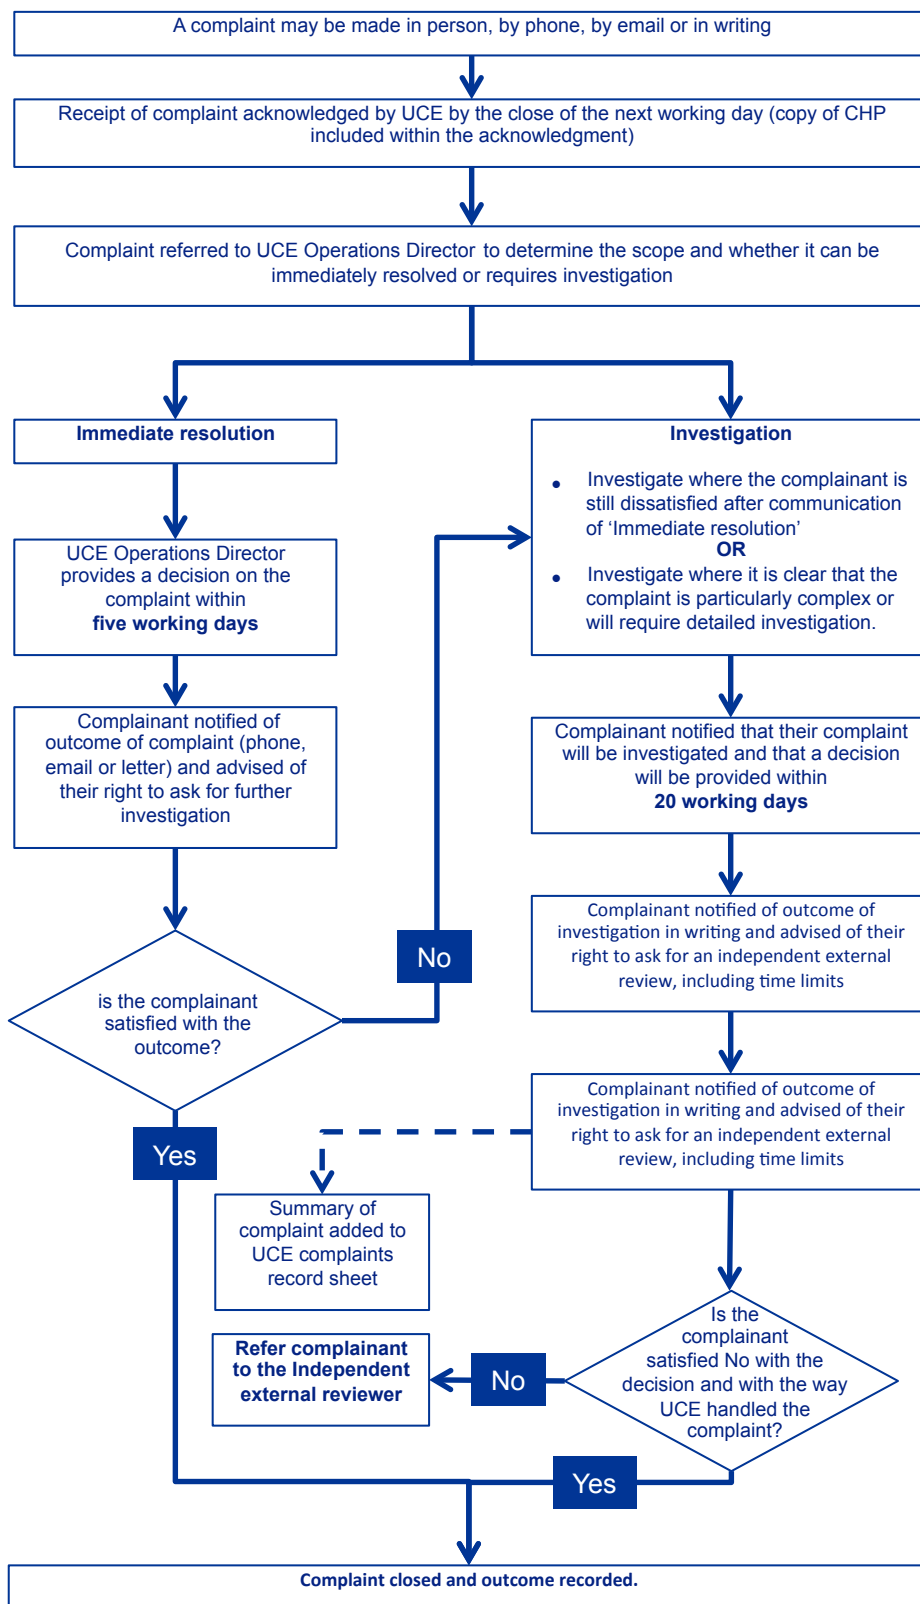 A complaint may be made in person, by phone, by email or in writing
Receipt of complaint acknowledged by UCE by the close of the next working day (copy of CHP
included within the acknowledgment)
Complaint referred to UCE Operations Director to determine the scope and whether it can be
immediately resolved or requires investigation
Immediate resolution
UCE Operations Director
provides a decision on the
complaint within
five working days
Complainant notified of
outcome of complaint (phone,
email or letter) and advised of
their right to ask for further
investigation
is the complainant
satisfied with the
outcome?
No
Yes
Investigation
• Investigate where the complainant is
still dissatisfied after communication
of ‘Immediate resolution’
OR
• Investigate where it is clear that the
complaint is particularly complex or
will require detailed investigation.
Complainant notified that their complaint
will be investigated and that a decision
will be provided within
20 working days
Complainant notified of outcome of
investigation in writing and advised of their
right to ask for an independent external
review, including time limits
Complainant notified of outcome of
investigation in writing and advised of their
right to ask for an independent external
review, including time limits
Summary of
complaint added to
UCE complaints
record sheet
Is the
complainant
satisfied No with the
decision and with the way
UCE handled the
complaint?
No
Refer complainant
to the Independent
external reviewer
Yes
Complaint closed and outcome recorded.